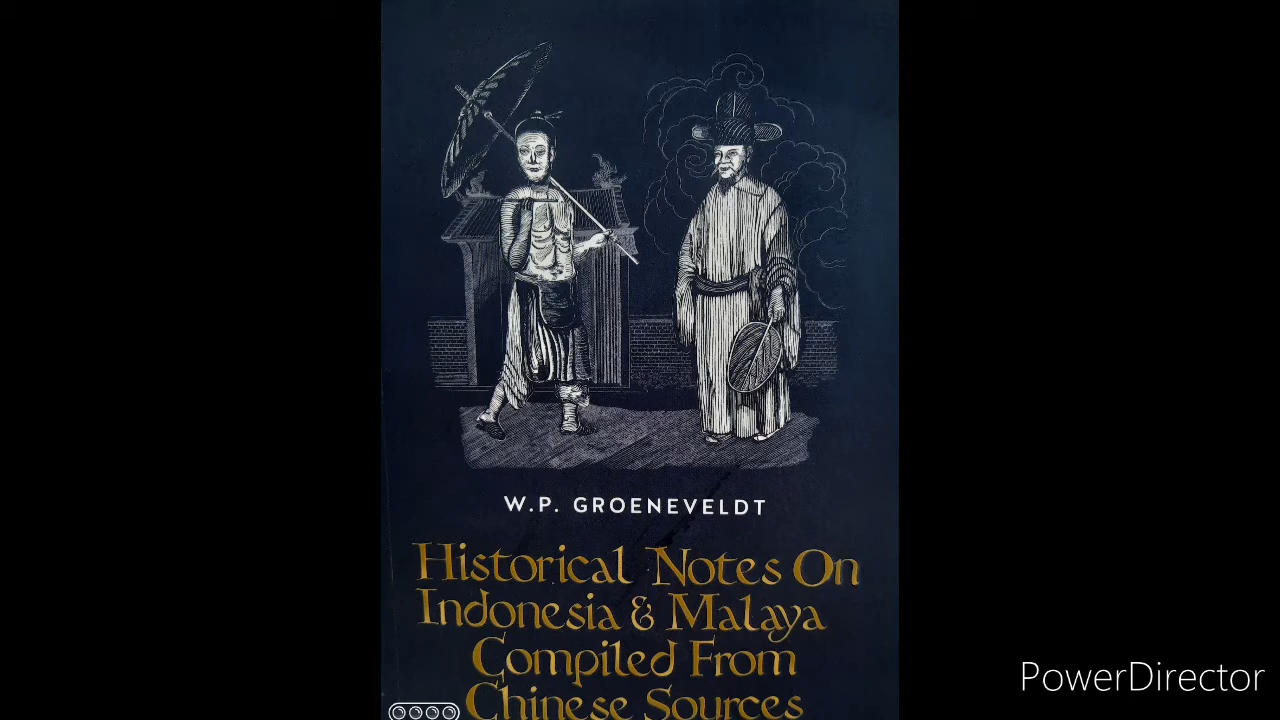 W.P. GROENEVELDT
Historical Notes On
Indonesia & Malaya
Compiled From
Chinese Sources
PowerDirector